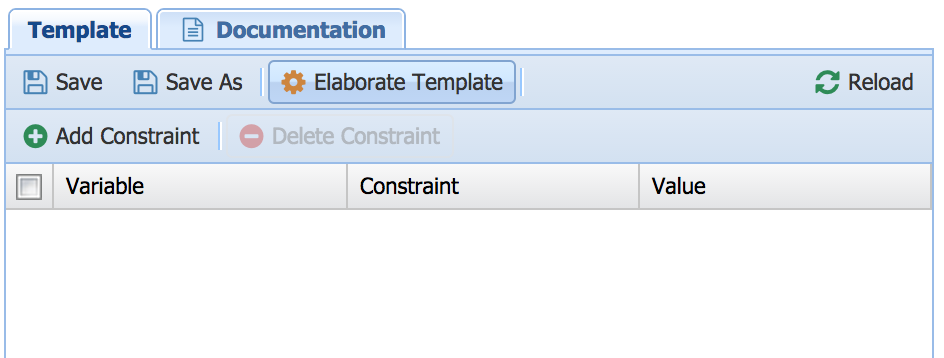 Template Documentation
Save Save As Elaborate Template Reload
Add Constraint Delete Constraint
Variable Constraint Value